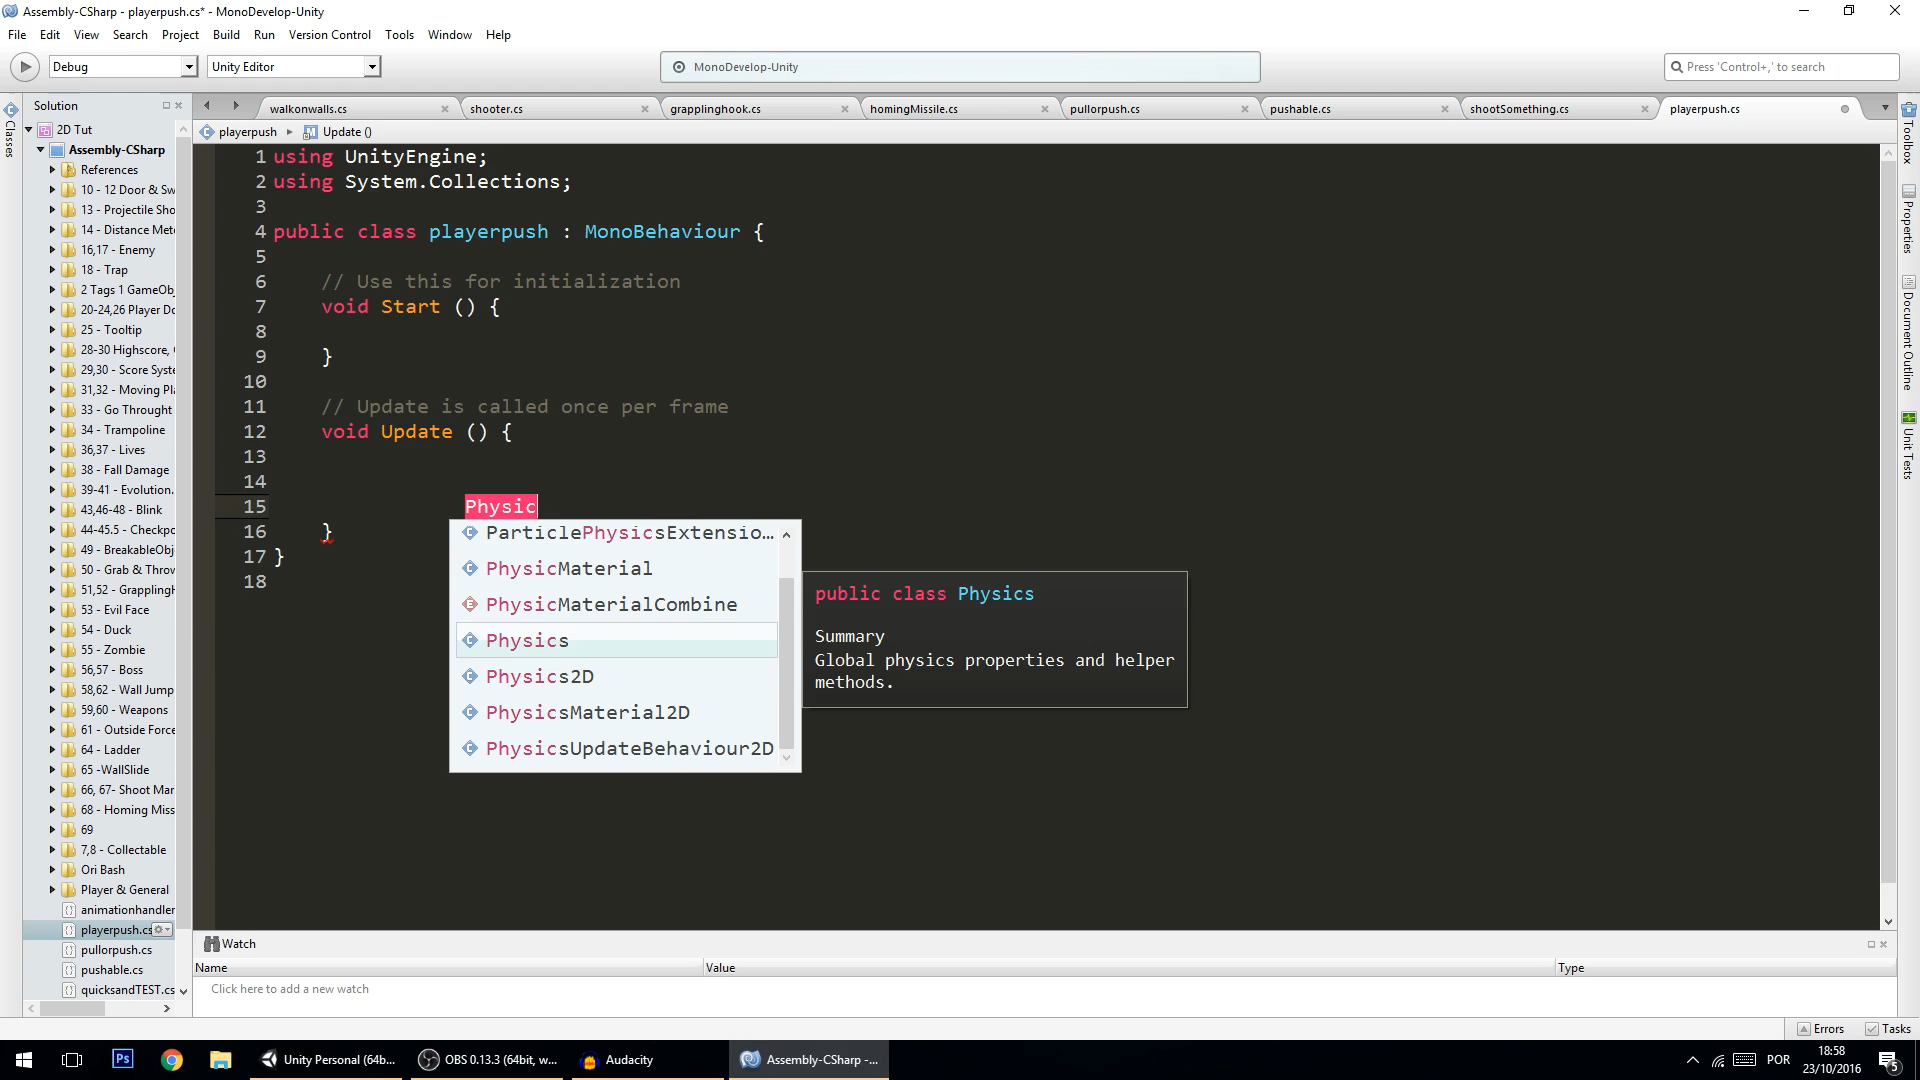 Assembly-CSharp - playerpush.cs* - MonoDevelop-Unity
File Edit View Search Project Build Run Version Control Tools Window Help
Debug Unity Editor MonoDevelop-Unity Press 'Control+,' to search
Solution
walkonwalls.cs shooter.cs grapplinghook.cs homingMissile.cs pullorpush.cs pushable.cs shootSomething.cs playerpush.cs
playerpush Update ()
Classes
2D Tut
Assembly-CSharp
References
10 - 12 Door & Sw
13 - Projectile Sho
14 - Distance Met
16,17 - Enemy
18 - Trap
2 Tags 1 GameObj
20-24,26 Player Do
25 - Tooltip
28-30 Highscore, (
29,30 - Score Syste
31,32 - Moving Pl
33 - Go Throught
34 - Trampoline
36,37 - Lives
38 - Fall Damage
39-41 - Evolution.
43,46-48 - Blink
44-45.5 - Checkpo
49 - BreakableObj
50 - Grab & Throw
51,52 - GrapplingH
53 - Evil Face
54 - Duck
55 - Zombie
56,57 - Boss
58,62 - Wall Jump
59,60 - Weapons
61 - Outside Force
64 - Ladder
65 -WallSlide
66, 67- Shoot Mar
68 - Homing Miss
69
7,8 - Collectable
Ori Bash
Player & General
animationhandler
playerpush.cs
pullorpush.cs
pushable.cs
quicksandTEST.cs
1 using UnityEngine;
2 using System.Collections;
3
4 public class playerpush : MonoBehaviour {
5
6 // Use this for initialization
7 void Start () {
8
9 }
10
11 // Update is called once per frame
12 void Update () {
13
14
15 Physic
16 }
17 }
18
ParticlePhysicsExtensio...
PhysicMaterial
PhysicMaterialCombine
Physics
Physics2D
PhysicsMaterial2D
PhysicsUpdateBehaviour2D
public class Physics
Summary
Global physics properties and helper
methods.
Toolbox
Properties
Document Outline
Unit Tests
Watch
Name Value Type
Click here to add a new watch
Errors Tasks
Ps Unity Personal (64b... OBS 0.13.3 (64bit, w... Audacity Assembly-CSharp -... POR
18:58
23/10/2016
5